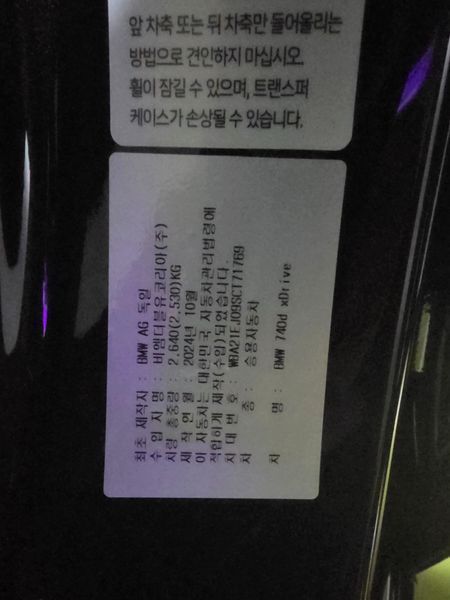 앞 차축 또는 뒤 차축만 들어올리는
방법으로 견인하지 마십시오.
휠이 잠길 수 있으며, 트랜스퍼
케이스가 손상될 수 있습니다.
최초 제작자 : BMW AG 독일
수 입 자 명 : 비엠더블유코리아(주)
차량 총중량 : 2,640(2,530)KG
제 작 연 월 : 2024년 10월
이 자동차는 대한민국 자동차관리법령에
적합하게 제작(수입)되었습니다.
차 대 번 호 : WBA21EJ09SCT71769
차 종 : 승용자동차
차 명 : BMW 740d xDrive